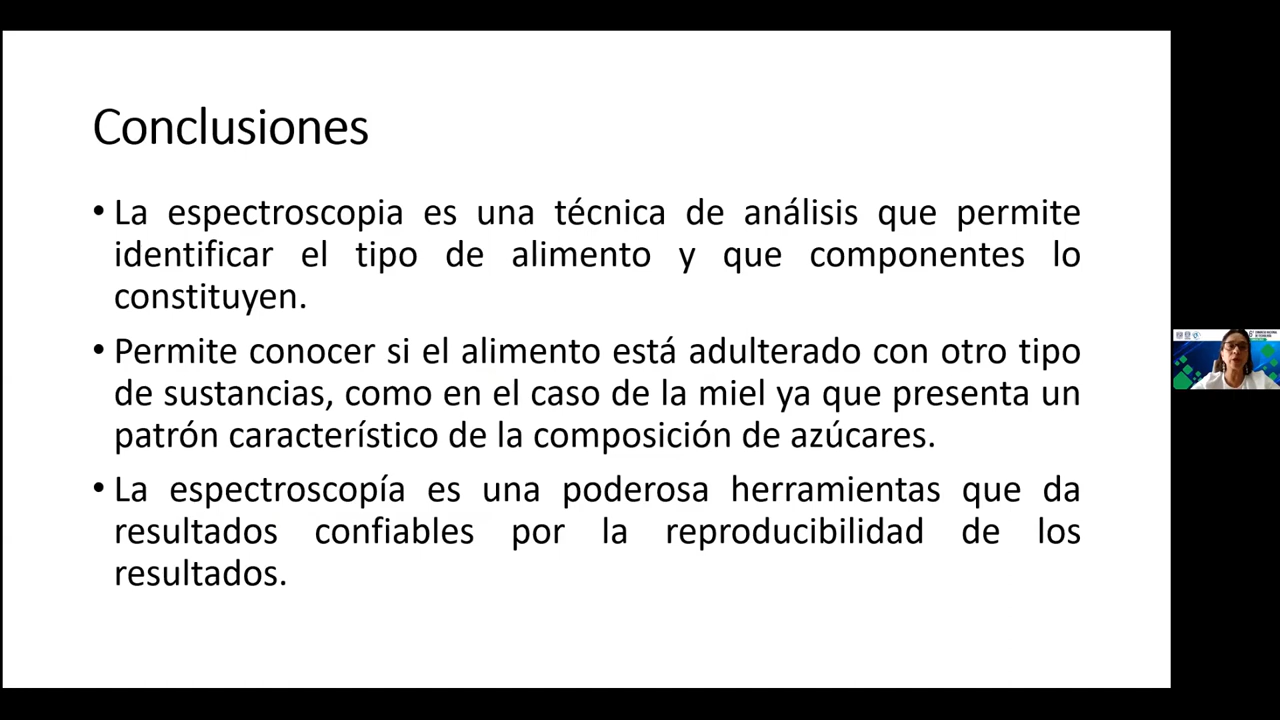 Conclusiones
• La espectroscopia es una técnica de análisis que permite
identificar el tipo de alimento y que componentes lo
constituyen.
• Permite conocer si el alimento está adulterado con otro tipo
de sustancias, como en el caso de la miel ya que presenta un
patrón característico de la composición de azúcares.
• La espectroscopía es una poderosa herramientas que da
resultados confiables por la reproducibilidad de los
resultados.